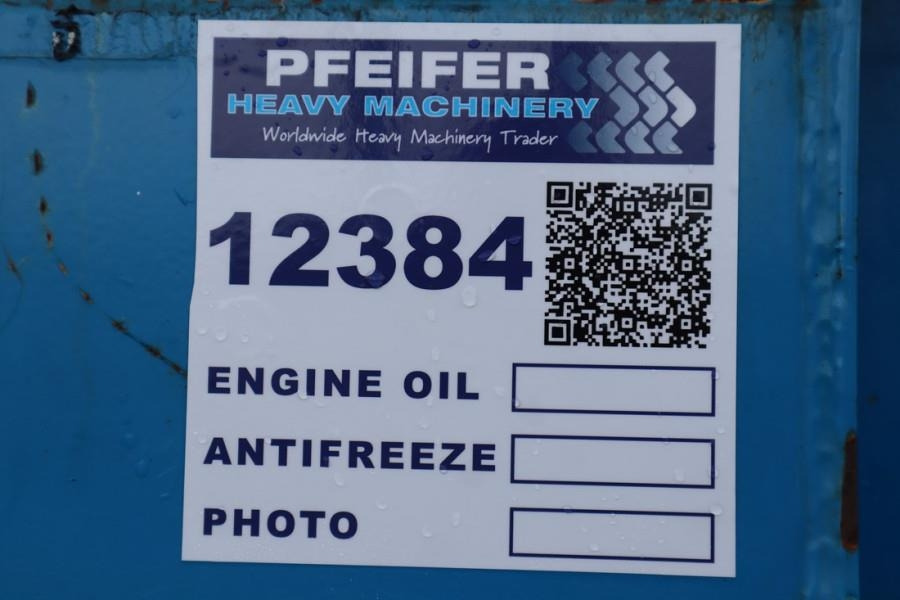 PFEIFER
HEAVY MACHINERY
Worldwide Heavy Machinery Trader
12384
ENGINE OIL
ANTIFREEZE
PHOTO